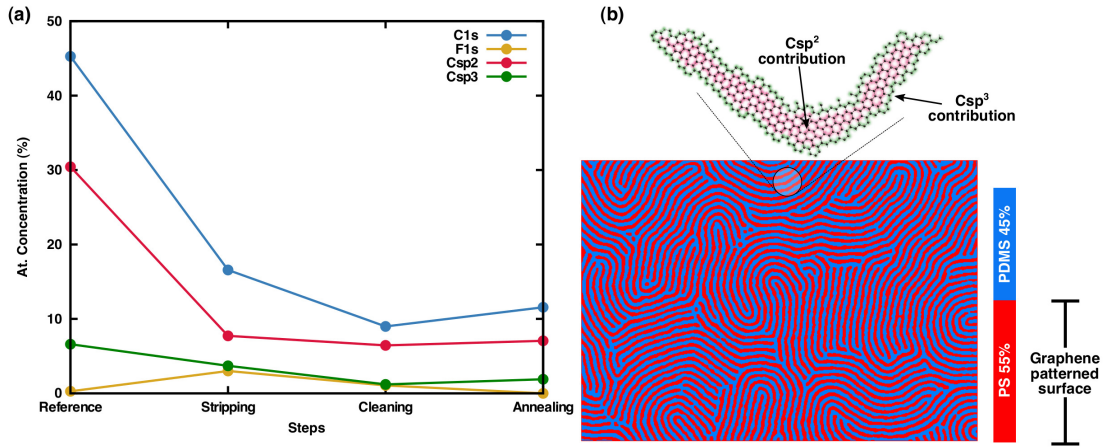 (a)
50
40
30
20
10
0
At. Concentration (%)
C1s
F1s
Csp2
Csp3
Reference
Stripping
Cleaning
Annealing
Steps
(b)
Csp²
contribution
Csp³
contribution
PDMS 45%
PS 55%
Graphene
patterned
surface